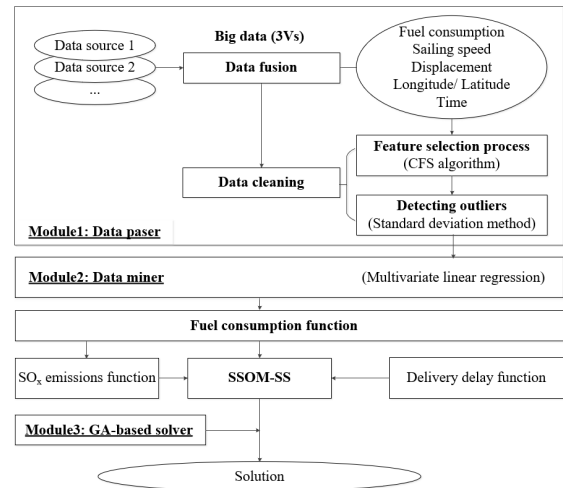 Data source 1
Data source 2
...
Big data (3Vs)
Data fusion
Fuel consumption
Sailing speed
Displacement
Longitude/ Latitude
Time
Feature selection process
(CFS algorithm)
Data cleaning
Detecting outliers
(Standard deviation method)
Module1: Data paser
Module2: Data miner
(Multivariate linear regression)
Fuel consumption function
SOx emissions function
SSOM-SS
Delivery delay function
Module3: GA-based solver
Solution